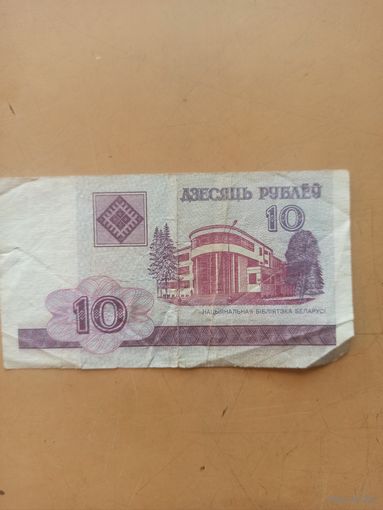 ДЗЕСЯЦЬ РУБЛЁЎ
10
НАЦЫЯНАЛЬНАЯ БІБЛІЯТЭКА БЕЛАРУСІ
10